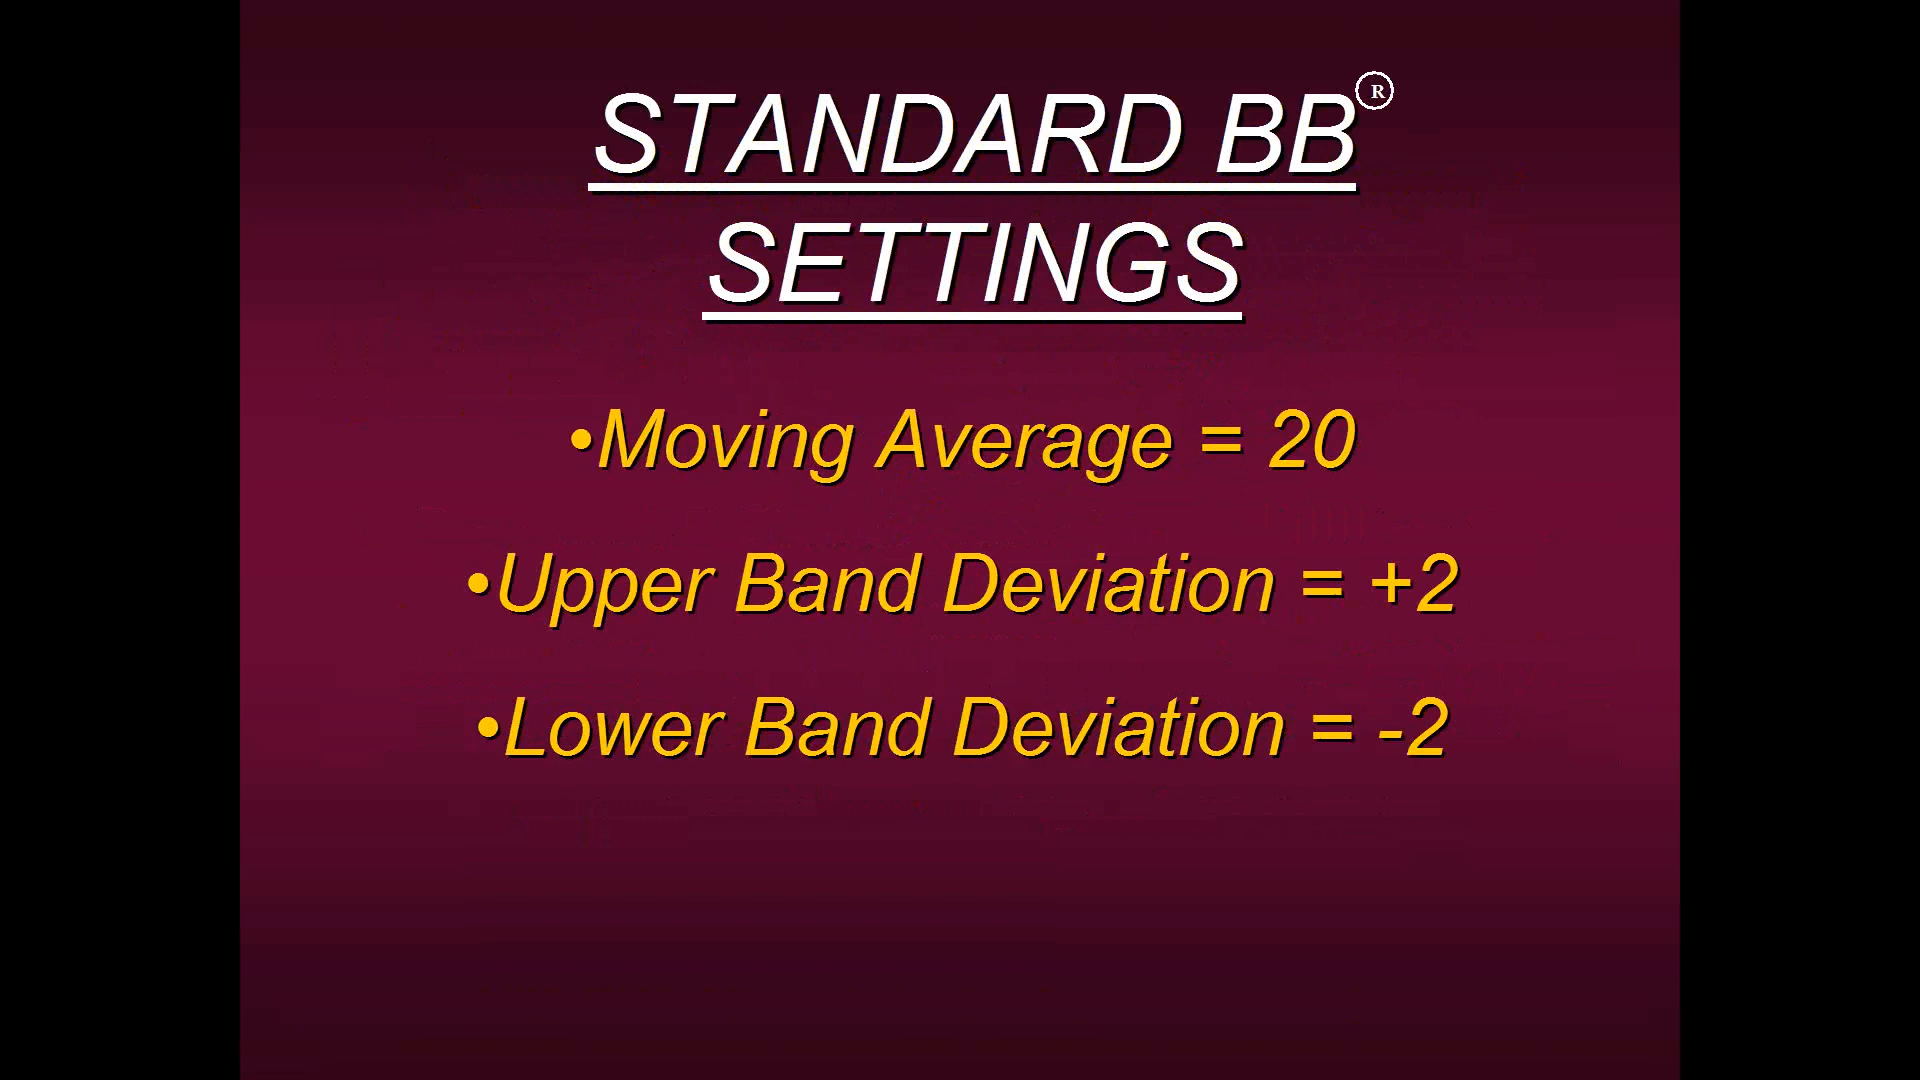 STANDARD BB®
SETTINGS
•Moving Average = 20
•Upper Band Deviation = +2
•Lower Band Deviation = -2